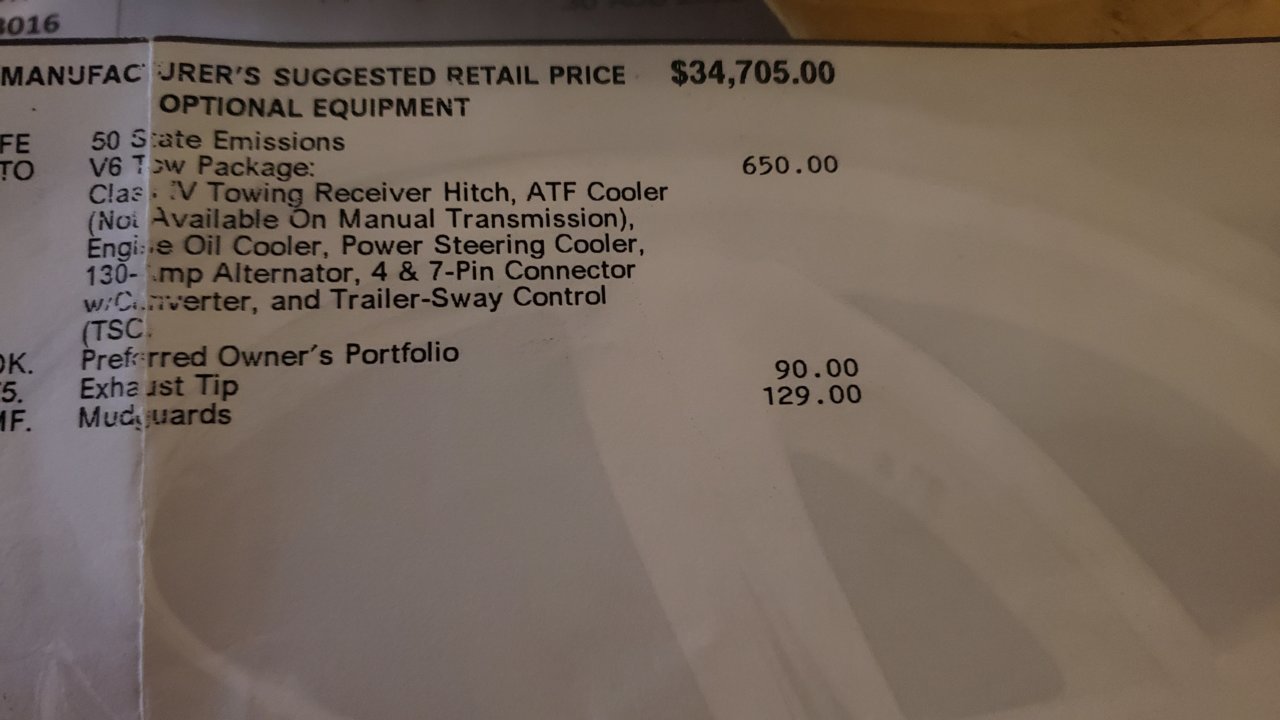 3016
MANUFACTURER'S SUGGESTED RETAIL PRICE $34,705.00
OPTIONAL EQUIPMENT
FE 50 State Emissions
TO V6 Tow Package: 650.00
Class IV Towing Receiver Hitch, ATF Cooler
(Not Available On Manual Transmission),
Engine Oil Cooler, Power Steering Cooler,
130-Amp Alternator, 4 & 7-Pin Connector
w/Converter, and Trailer-Sway Control
(TSC)
OK. Preferred Owner's Portfolio
5. Exhaust Tip 90.00
MF. Mudguards 129.00